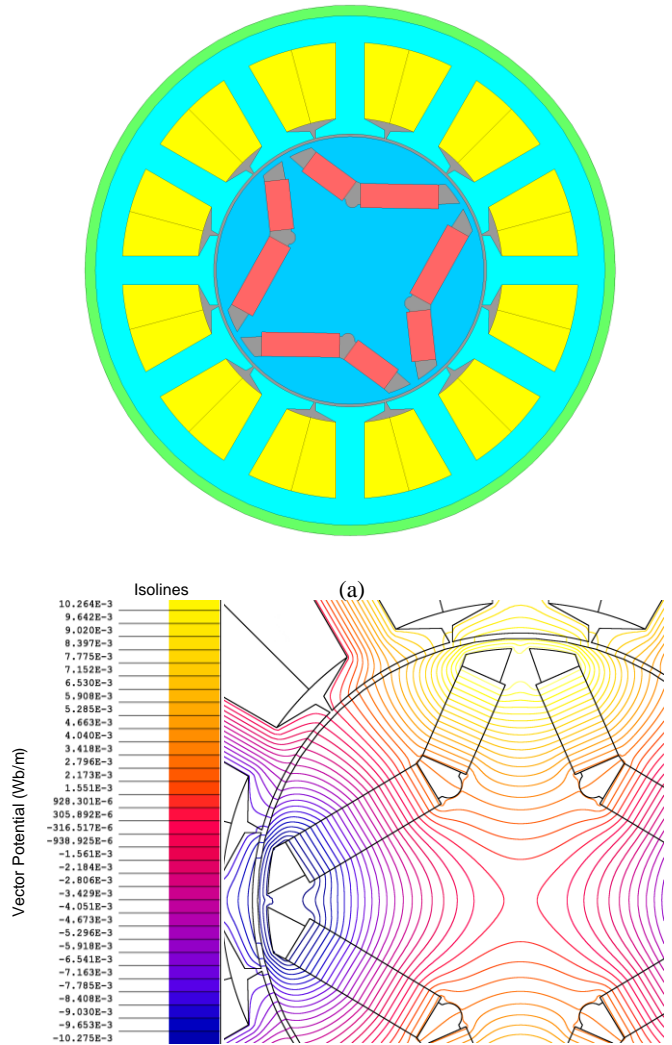 (a)
Isolines
10.264E-3
9.642E-3
9.020E-3
8.397E-3
7.775E-3
7.152E-3
6.530E-3
5.908E-3
5.285E-3
4.663E-3
4.040E-3
3.418E-3
2.796E-3
2.173E-3
1.551E-3
928.301E-6
305.892E-6
-316.517E-6
-938.925E-6
-1.561E-3
-2.184E-3
-2.806E-3
-3.429E-3
-4.051E-3
-4.673E-3
-5.296E-3
-5.918E-3
-6.541E-3
-7.163E-3
-7.785E-3
-8.408E-3
-9.030E-3
-9.653E-3
-10.275E-3
Vector Potential (Wb/m)